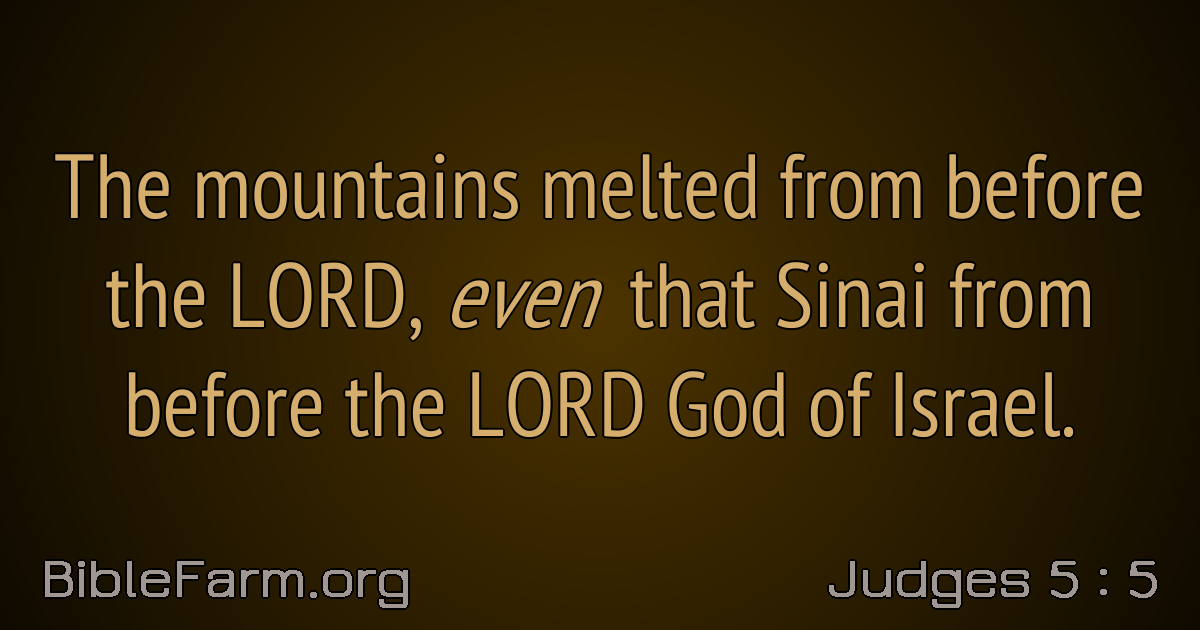 The mountains melted from before
the LORD, even that Sinai from
before the LORD God of Israel.
BibleFarm.org
Judges 5 : 5